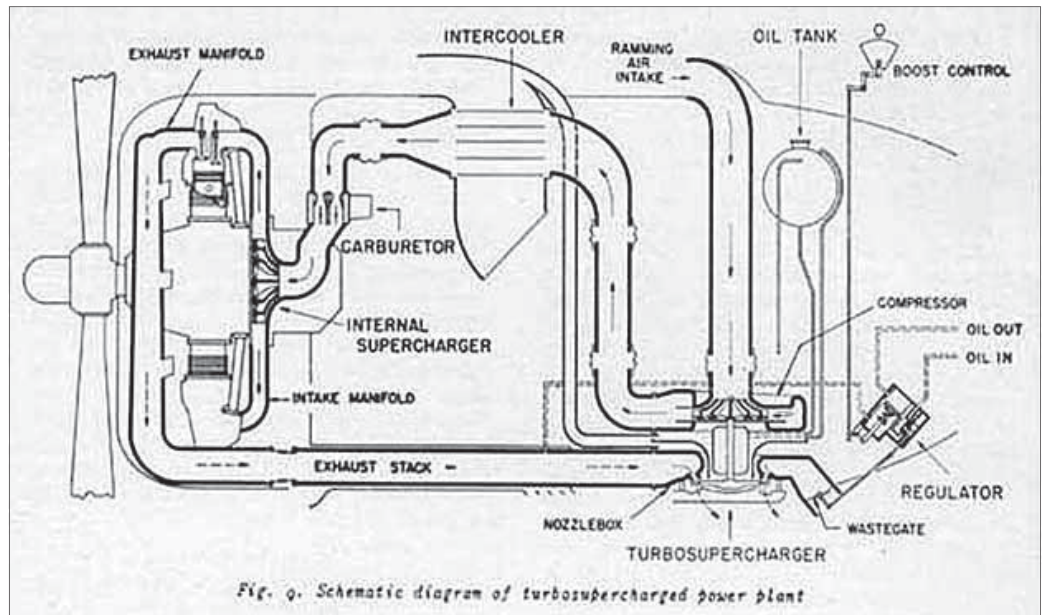 EXHAUST MANIFOLD
INTERCOOLER
RAMMING
AIR
INTAKE
OIL TANK
BOOST CONTROL
CARBURETOR
INTERNAL
SUPERCHARGER
COMPRESSOR
OIL OUT
OIL IN
INTAKE MANIFOLD
EXHAUST STACK
NOZZLEBOX
REGULATOR
WASTEGATE
TURBOSUPERCHARGER
Fig. 9. Schematic diagram of turbosupercharged power plant